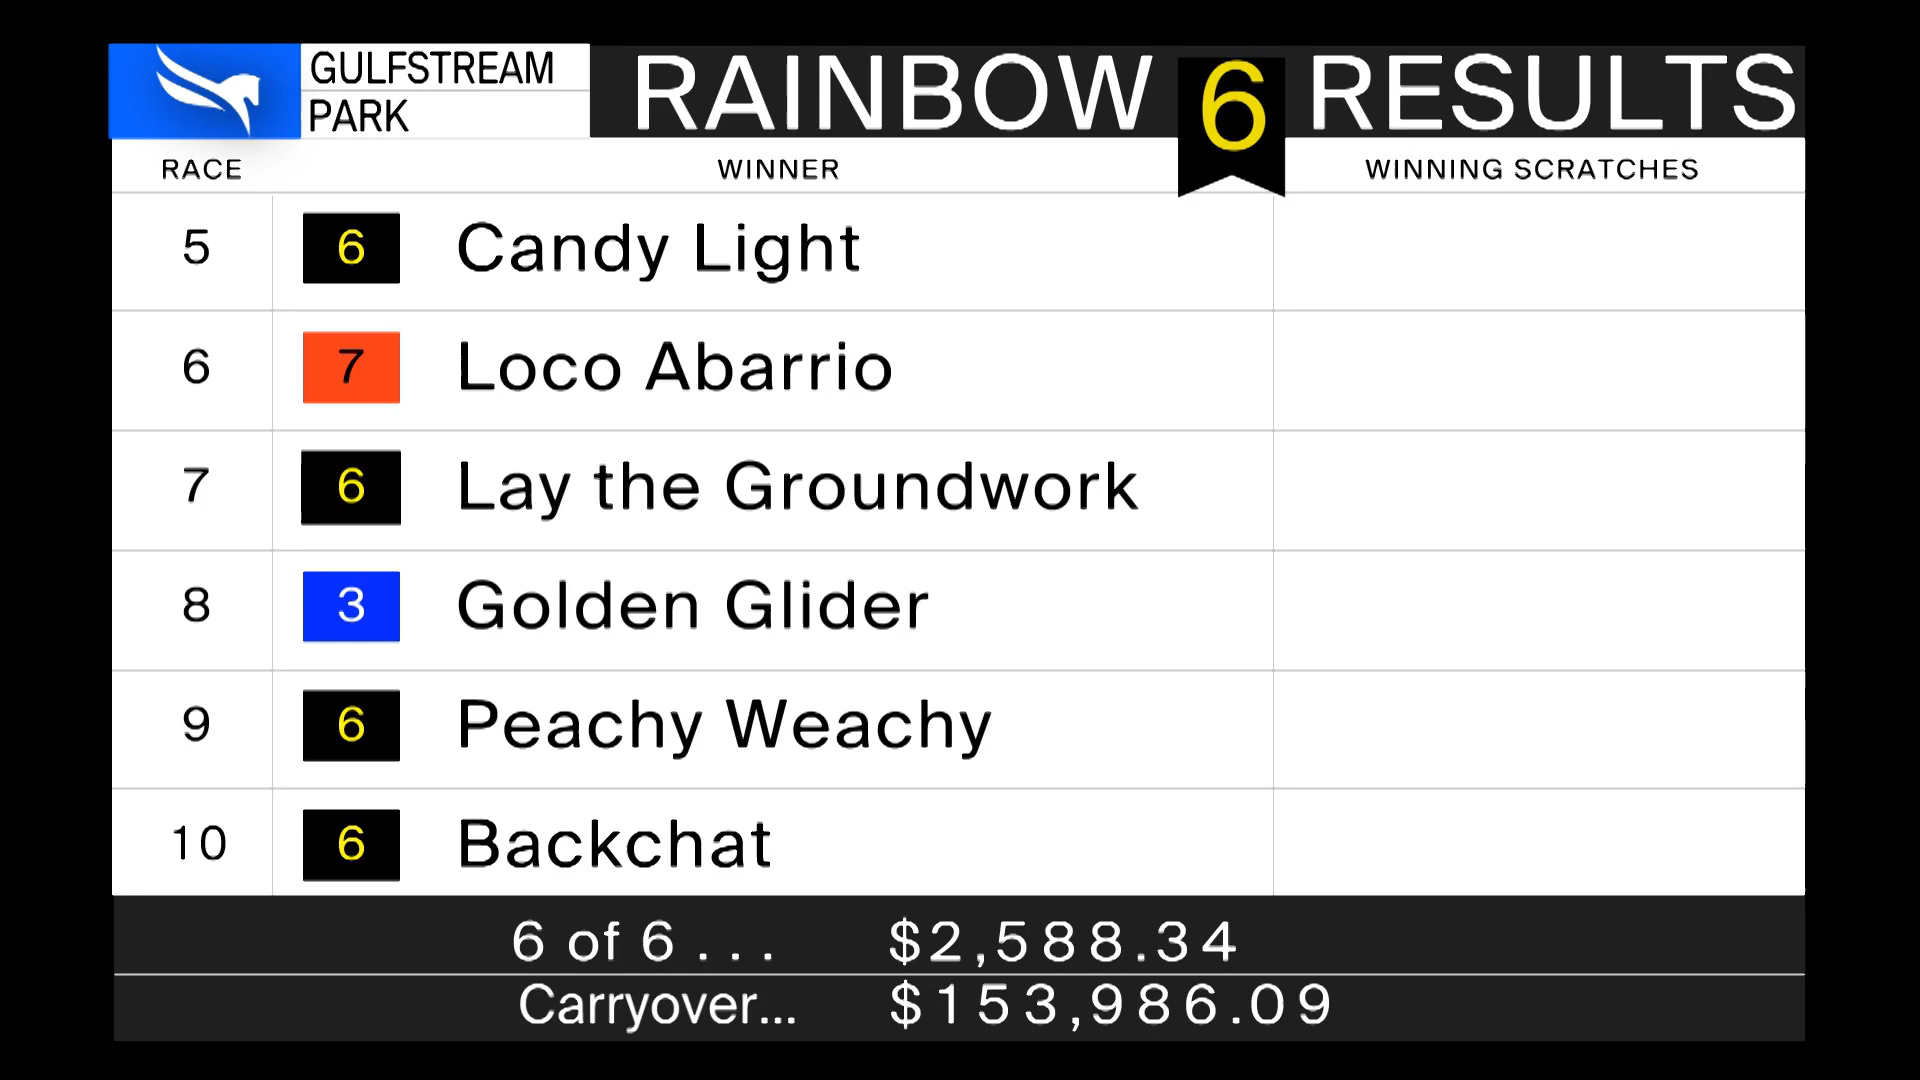 GULFSTREAM
PARK
RAINBOW 6 RESULTS
RACE WINNER WINNING SCRATCHES
5 6 Candy Light
6 7 Loco Abarrio
7 6 Lay the Groundwork
8 3 Golden Glider
9 6 Peachy Weachy
10 6 Backchat
6 of 6 . . . $2,588.34
Carryover... $153,986.09